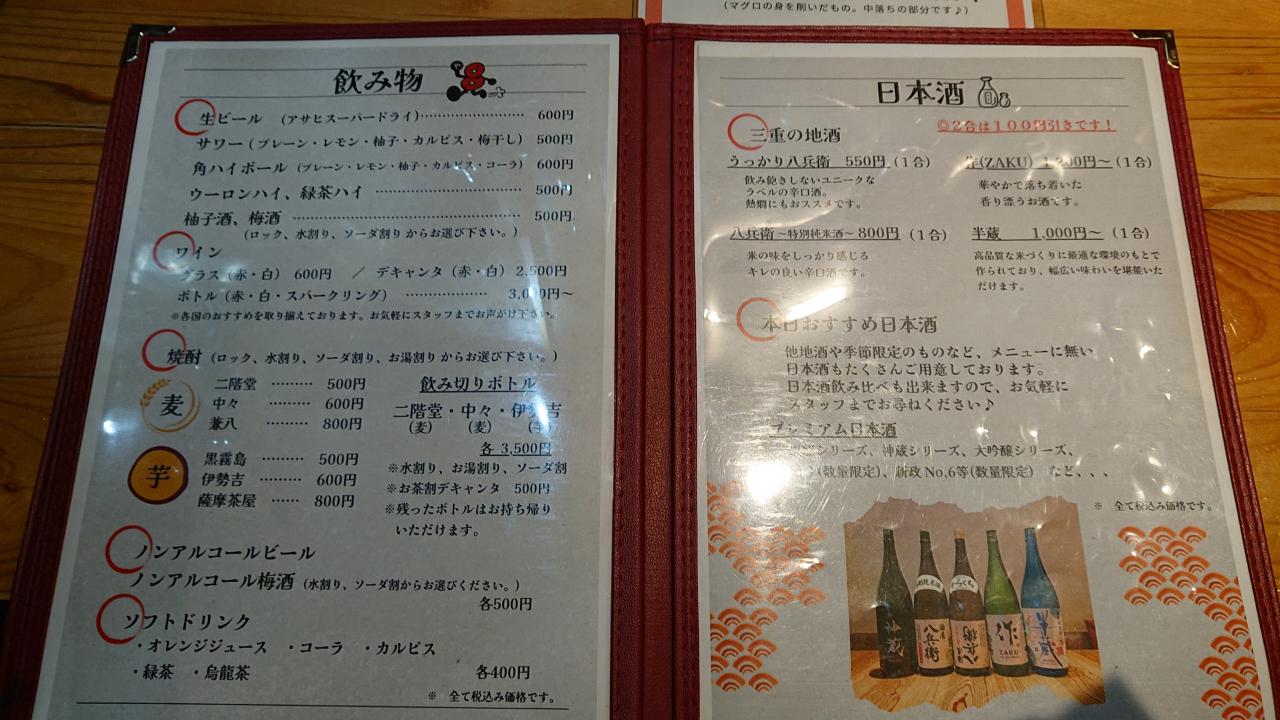 (マグロの身を削いだもの。中落ちの部分です♪)
飲み物
生ビール (アサヒスーパードライ)…………………… 600円
サワー (プレーン・レモン・柚子・カルピス・梅干し) 500円
角ハイボール (プレーン・レモン・柚子・カルピス・コーラ) 600円
ウーロンハイ、緑茶ハイ …………………… 500円
柚子酒、梅酒 …………………… 500円
(ロック、水割り、ソーダ割り からお選び下さい。)
ワイン
グラス (赤・白) 600円 / デキャンタ (赤・白) 2,500円
ボトル (赤・白・スパークリング) ……………… 3,000円〜
※各国のおすすめを取り揃えております。お気軽にスタッフまでお声がけ下さい。
焼酎 (ロック、水割り、ソーダ割り、お湯割り からお選び下さい。)
麦
二階堂 ……… 500円
中々 ……… 600円
兼八 ……… 800円
芋
黒霧島 ……… 500円
伊勢吉 ……… 600円
薩摩茶屋 …… 800円
飲み切りボトル
二階堂・中々・伊勢吉
(麦) (麦) (芋)
各 3,500円
※水割り、お湯割り、ソーダ割
※お茶割デキャンタ 500円
※残ったボトルはお持ち帰り
いただけます。
ノンアルコールビール
ノンアルコール梅酒 (水割り、ソーダ割からお選びください。)
各500円
ソフトドリンク
・オレンジジュース ・コーラ ・カルピス
・緑茶 ・烏龍茶 各400円
※ 全て税込み価格です。
日本酒
◎2合は100円引きです！
三重の地酒
うっかり八兵衛 550円 (1合)
飲み飽きしないユニークな
ラベルの辛口酒。
熱燗にもおススメです。
作(ZAKU) 円〜 (1合)
華やかで落ち着いた
香り漂うお酒です。
八兵衛 〜特別純米酒〜 800円 (1合)
米の味をしっかり感じる
キレの良い辛口酒です。
半蔵 1,000円〜 (1合)
高品質な米づくりに最適な環境のもとで
作られており、幅広い味わいを堪能いた
だけます。
本日おすすめ日本酒
他地酒や季節限定のものなど、メニューに無い
日本酒もたくさんご用意しております。
日本酒飲み比べも出来ますので、お気軽に
スタッフまでお尋ねください♪
プレミアム日本酒
シリーズ、神蔵シリーズ、大吟醸シリーズ、
(数量限定)、新政 No.6等(数量限定) など、、、
※ 全て税込み価格です。
神蔵
八兵衛
作
ZAKU
半蔵